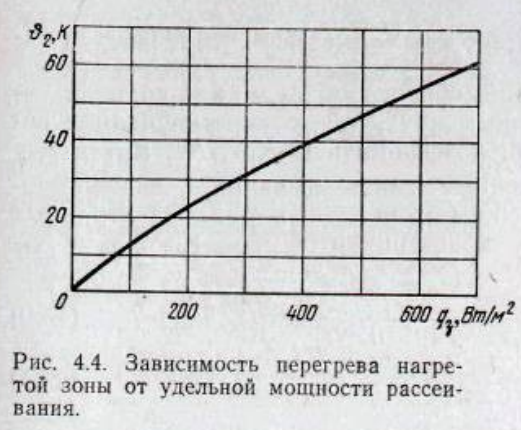 ϑ₂, К
60
40
20
0
200
400
600 q₂, Вт/м²
Рис. 4.4. Зависимость перегрева нагре-
той зоны от удельной мощности рассеи-
вания.